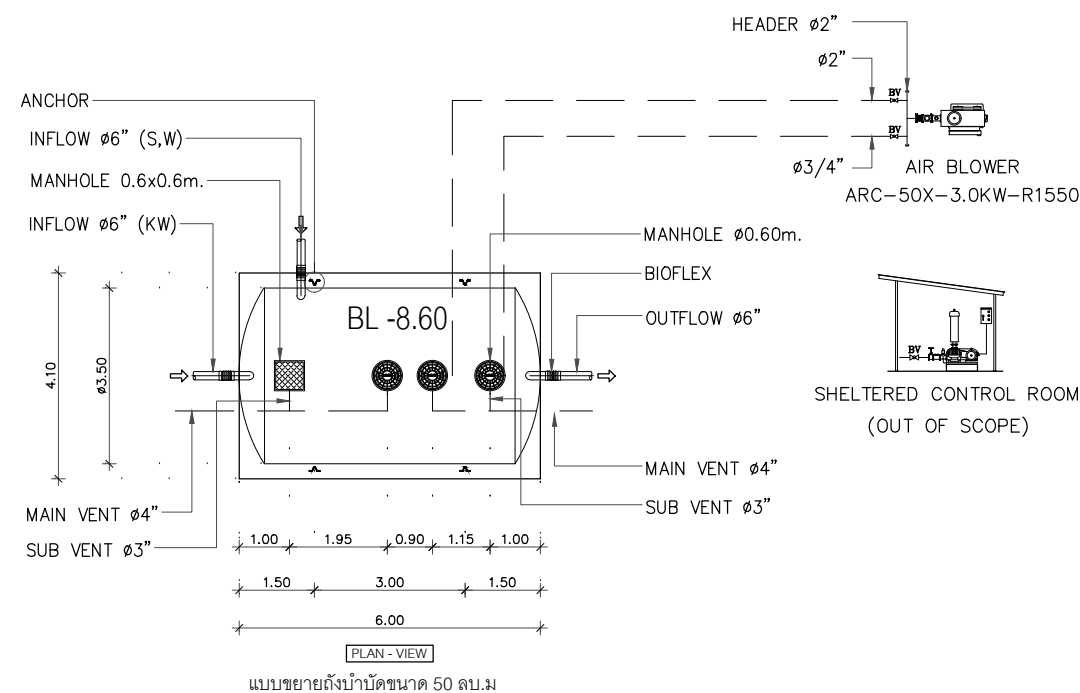 HEADER ø2”
ø2”
BV
BV
ø3/4”
AIR BLOWER
ARC-50X-3.0KW-R1550
ANCHOR
INFLOW ø6” (S,W)
MANHOLE 0.6x0.6m.
INFLOW ø6” (KW)
MANHOLE ø0.60m.
BIOFLEX
OUTFLOW ø6”
BL -8.60
4.10
ø3.50
BV
SHELTERED CONTROL ROOM
(OUT OF SCOPE)
MAIN VENT ø4”
SUB VENT ø3”
MAIN VENT ø4”
SUB VENT ø3”
1.00 1.95 0.90 1.15 1.00
1.50 3.00 1.50
6.00
PLAN - VIEW
แบบขยายถังบำบัดขนาด 50 ลบ.ม